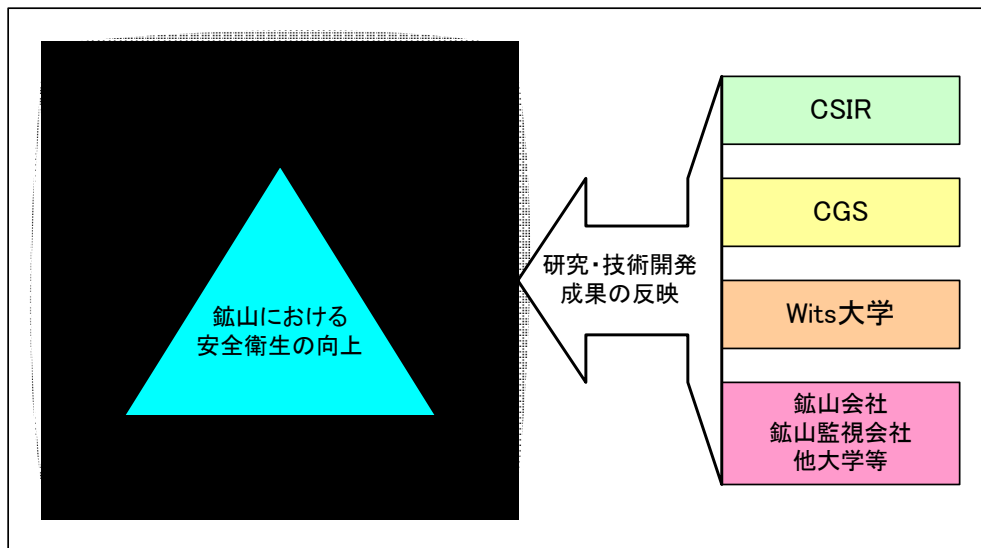 鉱山における
安全衛生の向上
研究・技術開発
成果の反映
CSIR
CGS
Wits大学
鉱山会社
鉱山監視会社
他大学等